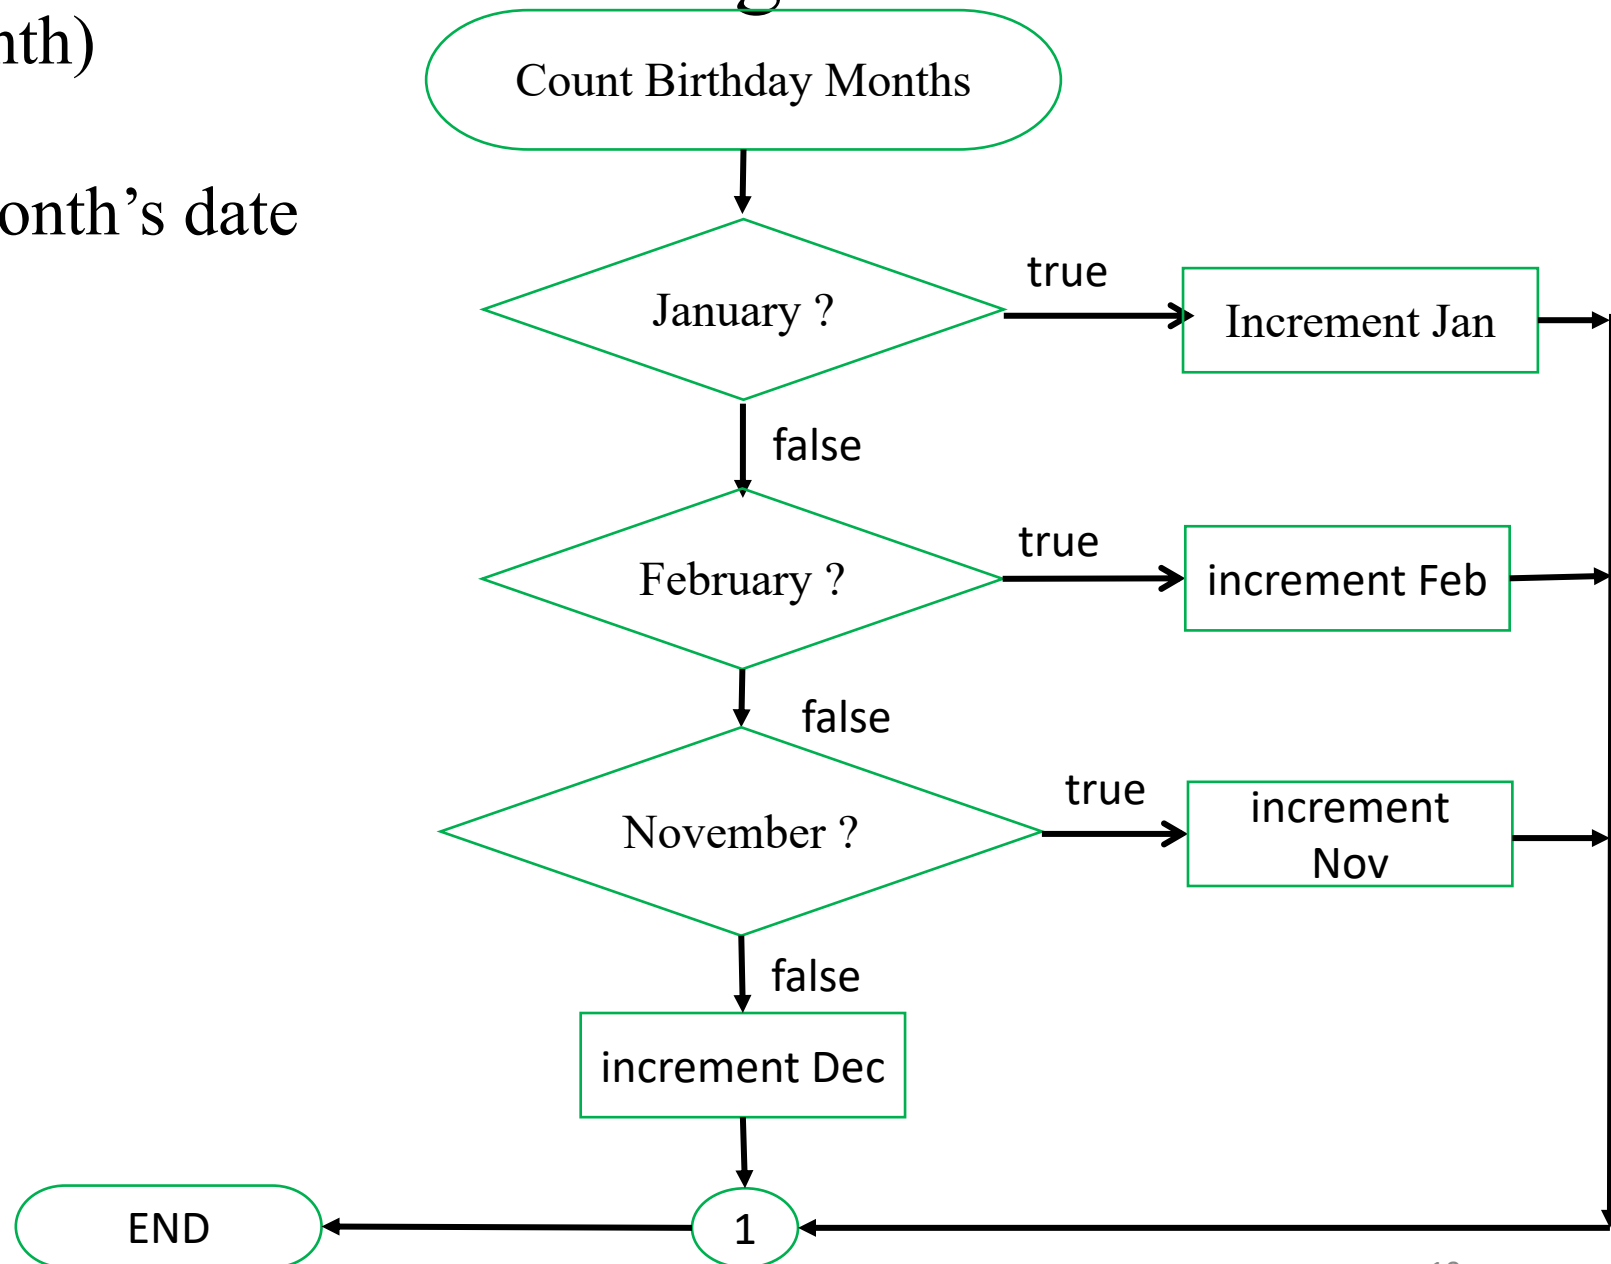 nth)
Count Birthday Months
onth’s date
true
January ?
Increment Jan
false
true
February ?
increment Feb
false
true
November ?
increment
Nov
false
increment Dec
END
1